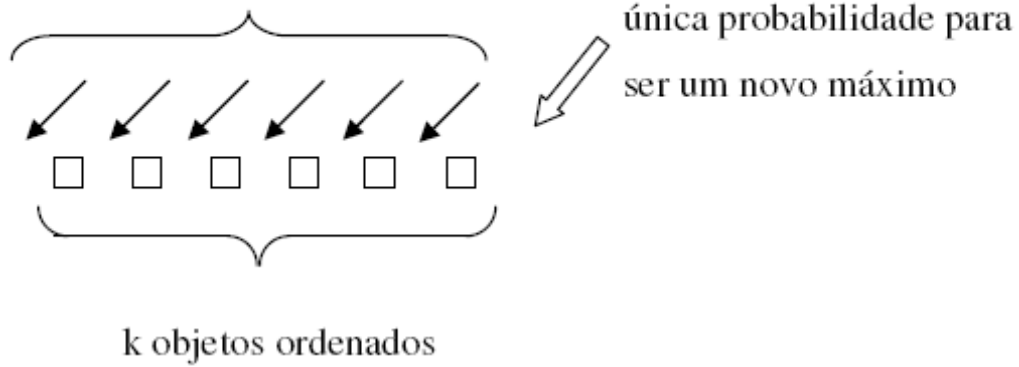 única probabilidade para
ser um novo máximo
k objetos ordenados